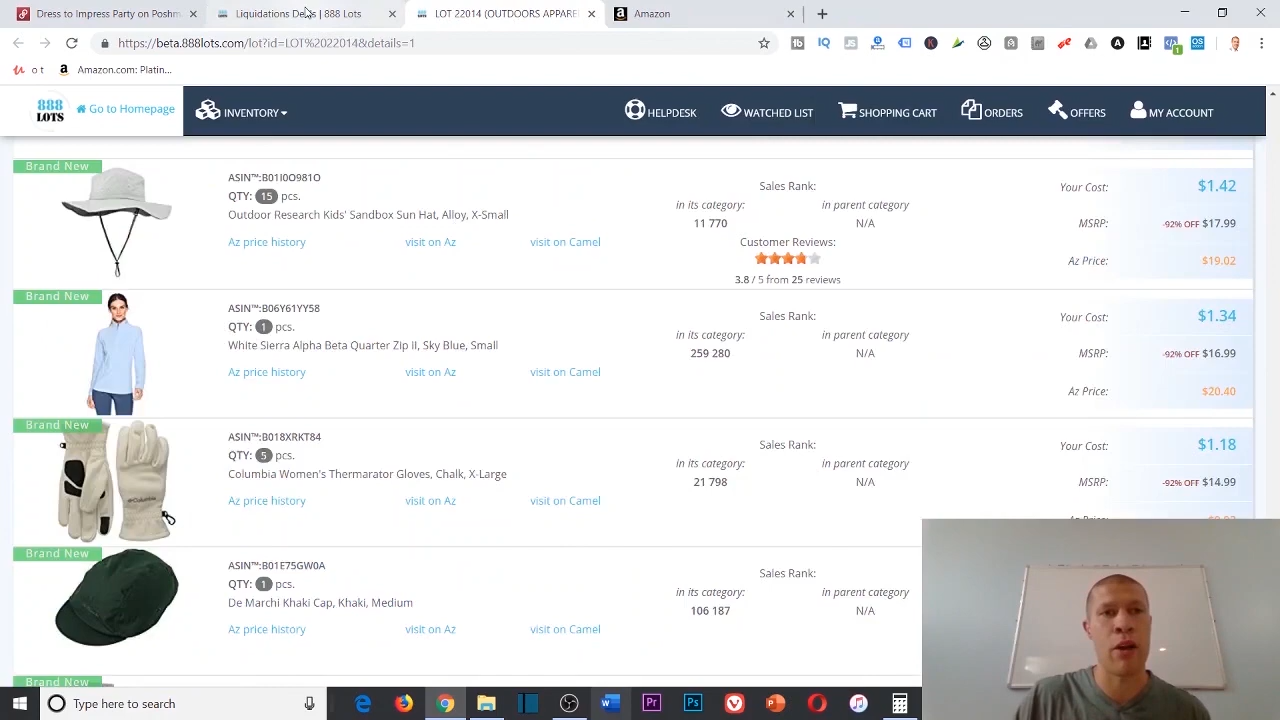 Dress to Impress Party on Poshm
Liquidations De | 888 Lots
LOT 22014 (OUTDOORS APPARE
Amazon
https://beta.888lots.com/lot?id=LOT%2022014&details=1
o t
Amazon.com: Platin...
888
LOTS
Go to Homepage
INVENTORY
HELPDESK
WATCHED LIST
SHOPPING CART
ORDERS
OFFERS
MY ACCOUNT
Brand New
ASIN™:B01I0O981O
QTY: 15 pcs.
Outdoor Research Kids' Sandbox Sun Hat, Alloy, X-Small
Az price history
visit on Az
visit on Camel
Sales Rank:
in its category:
in parent category
11 770
N/A
Customer Reviews:
3.8 / 5 from 25 reviews
Your Cost:
$1.42
MSRP:
-92% OFF $17.99
Az Price:
$19.02
Brand New
ASIN™:B06Y61YY58
QTY: 1 pcs.
White Sierra Alpha Beta Quarter Zip II, Sky Blue, Small
Az price history
visit on Az
visit on Camel
Sales Rank:
in its category:
in parent category
259 280
N/A
Your Cost:
$1.34
MSRP:
-92% OFF $16.99
Az Price:
$20.40
Brand New
ASIN™:B018XRKT84
QTY: 5 pcs.
Columbia Women's Thermarator Gloves, Chalk, X-Large
Az price history
visit on Az
visit on Camel
Sales Rank:
in its category:
in parent category
21 798
N/A
Your Cost:
$1.18
MSRP:
-92% OFF $14.99
Brand New
ASIN™:B01E75GW0A
QTY: 1 pcs.
De Marchi Khaki Cap, Khaki, Medium
Az price history
visit on Az
visit on Camel
Sales Rank:
in its category:
in parent category
106 187
N/A
Brand New
Type here to search